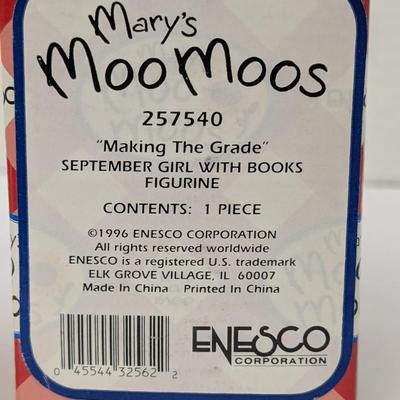 Mary's
Moo Moos
257540
"Making The Grade"
SEPTEMBER GIRL WITH BOOKS
FIGURINE
CONTENTS: 1 PIECE
©1996 ENESCO CORPORATION
All rights reserved worldwide
ENESCO is a registered U.S. trademark
ELK GROVE VILLAGE, IL 60007
Made In China Printed In China
ENESCO
CORPORATION
0 45544 32562 2